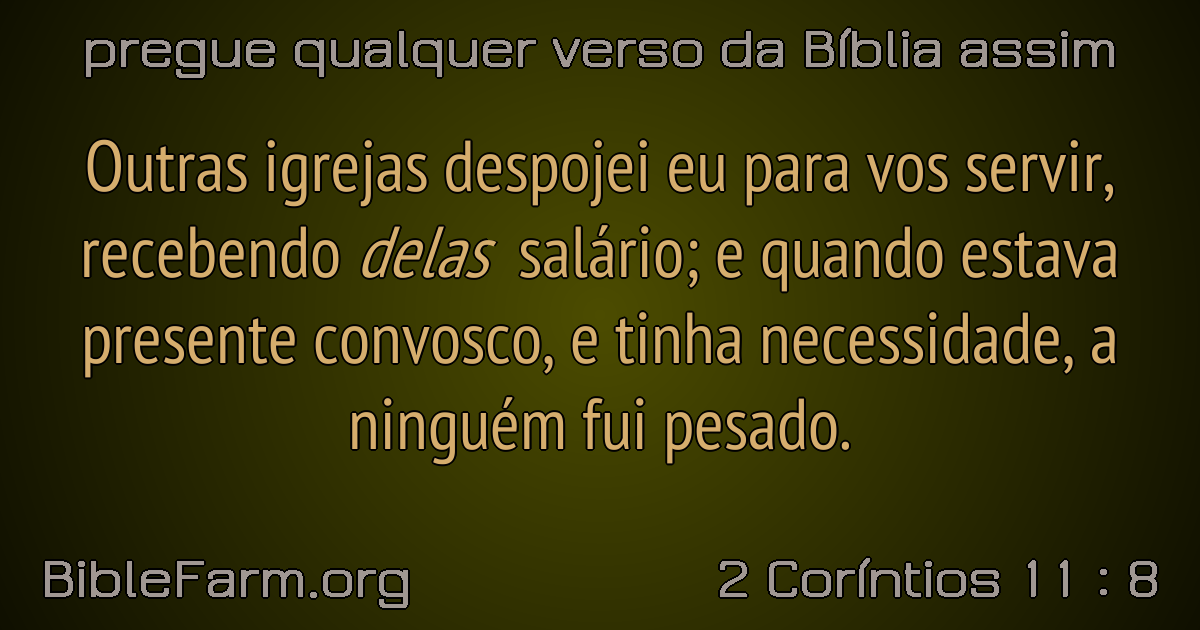 pregue qualquer verso da Bíblia assim
Outras igrejas despojei eu para vos servir,
recebendo delas salário; e quando estava
presente convosco, e tinha necessidade, a
ninguém fui pesado.
BibleFarm.org
2 Coríntios 11 : 8